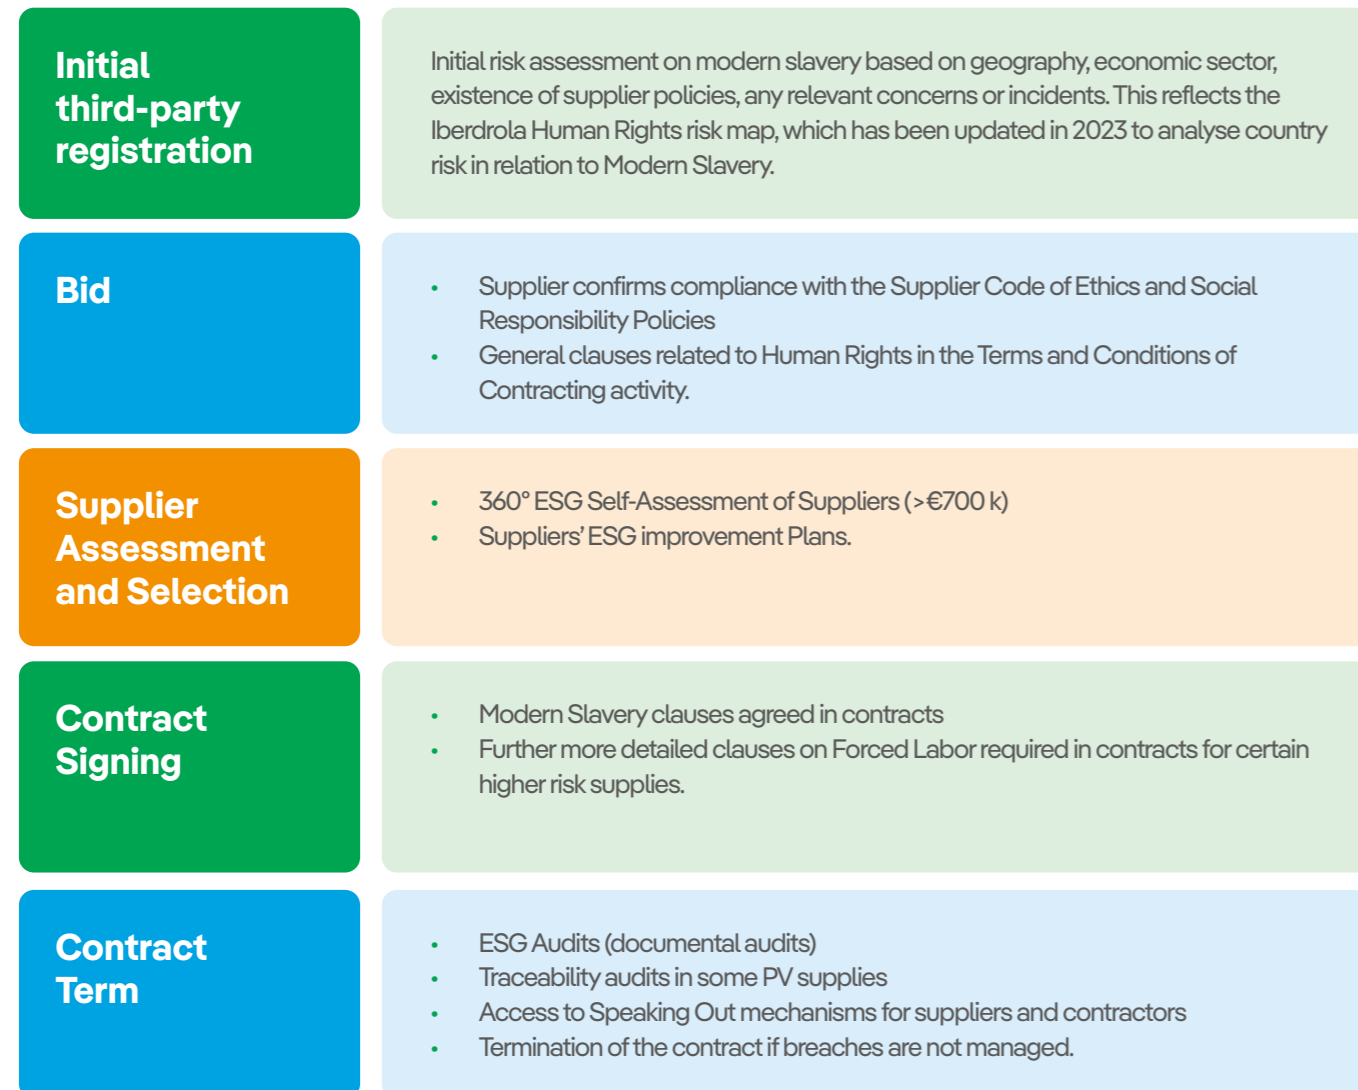 Initial
third-party
registration
Initial risk assessment on modern slavery based on geography, economic sector,
existence of supplier policies, any relevant concerns or incidents. This reflects the
Iberdrola Human Rights risk map, which has been updated in 2023 to analyse country
risk in relation to Modern Slavery.
Bid
• Supplier confirms compliance with the Supplier Code of Ethics and Social
Responsibility Policies
• General clauses related to Human Rights in the Terms and Conditions of
Contracting activity.
Supplier
Assessment
and Selection
• 360° ESG Self-Assessment of Suppliers (>€700 k)
• Suppliers’ ESG improvement Plans.
Contract
Signing
• Modern Slavery clauses agreed in contracts
• Further more detailed clauses on Forced Labor required in contracts for certain
higher risk supplies.
Contract
Term
• ESG Audits (documental audits)
• Traceability audits in some PV supplies
• Access to Speaking Out mechanisms for suppliers and contractors
• Termination of the contract if breaches are not managed.